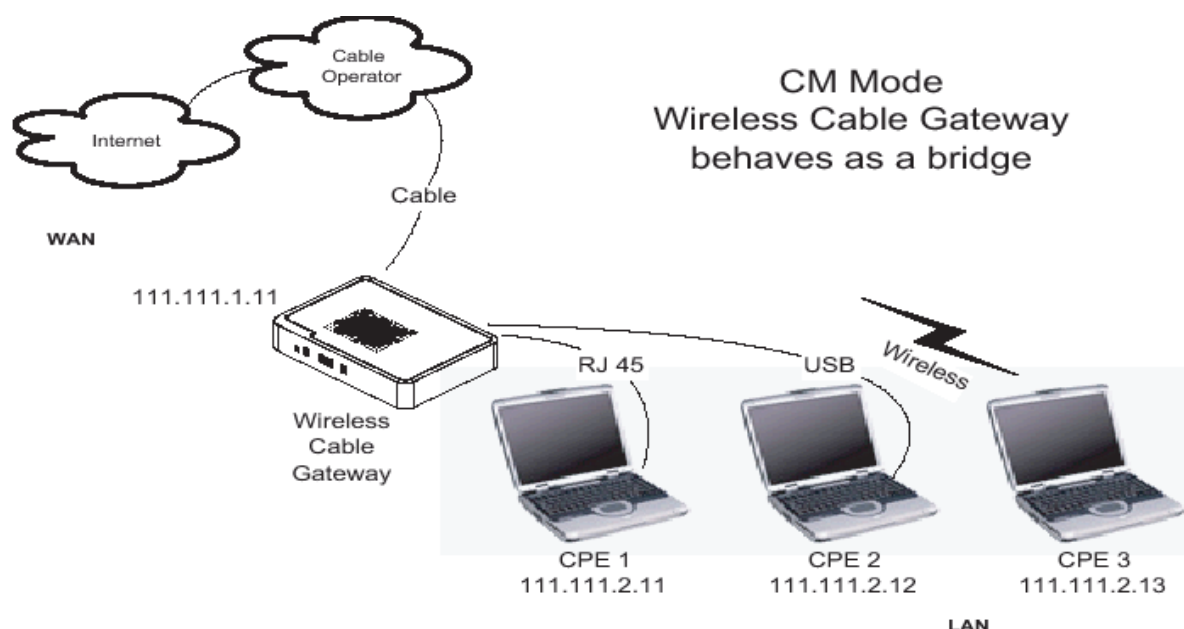 Cable
Operator
Internet
CM Mode
Wireless Cable Gateway
behaves as a bridge
Cable
WAN
111.111.1.11
RJ 45
USB
Wireless
Wireless
Cable
Gateway
CPE 1
111.111.2.11
CPE 2
111.111.2.12
CPE 3
111.111.2.13
LAN